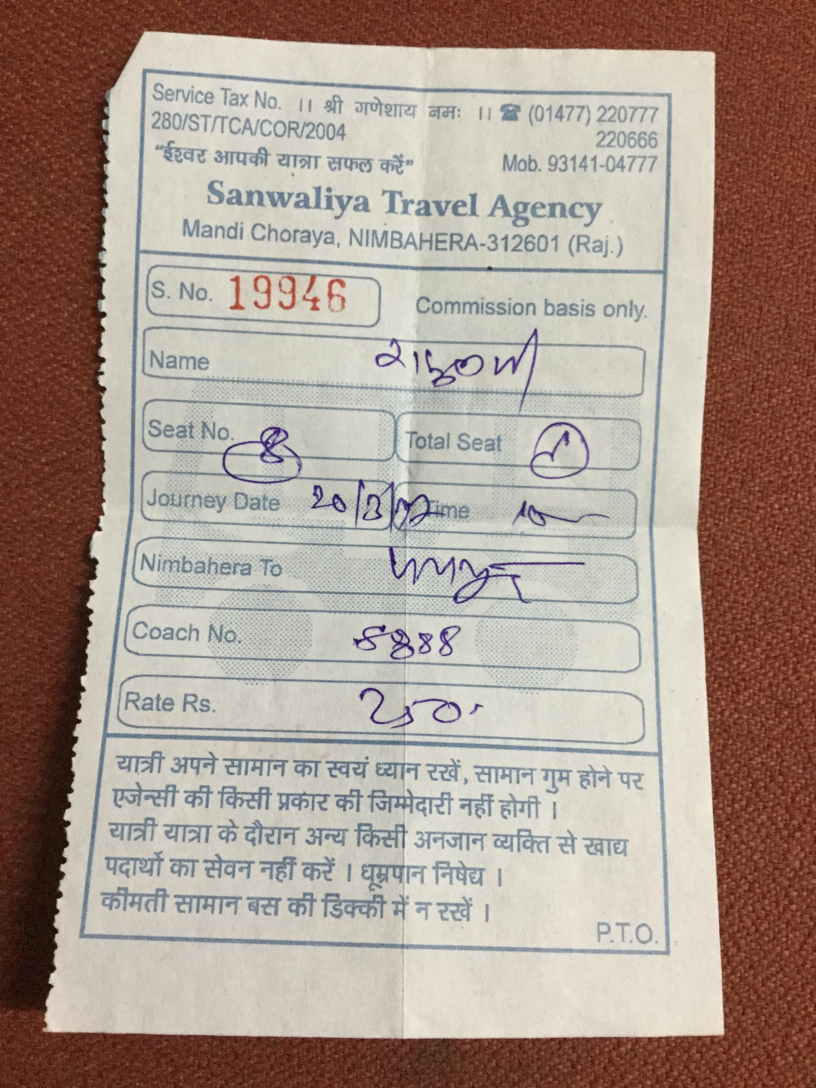 Service Tax No. ।। श्री गणेशाय नमः ।। ☎ (01477) 220777
280/ST/TCA/COR/2004 220666
"ईश्वर आपकी यात्रा सफल करें" Mob. 93141-04777
Sanwaliya Travel Agency
Mandi Choraya, NIMBAHERA-312601 (Raj.)
S. No. 19946 Commission basis only.
Name
Seat No. 8 Total Seat
Journey Date Time 10
Nimbahera To
Coach No.
Rate Rs. 250
यात्री अपने सामान का स्वयं ध्यान रखें, सामान गुम होने पर
एजेन्सी की किसी प्रकार की जिम्मेदारी नहीं होगी ।
यात्री यात्रा के दौरान अन्य किसी अनजान व्यक्ति से खाद्य
पदार्थो का सेवन नहीं करें । धूम्रपान निषेद्य ।
कीमती सामान बस की डिक्की में न रखें ।
P.T.O.